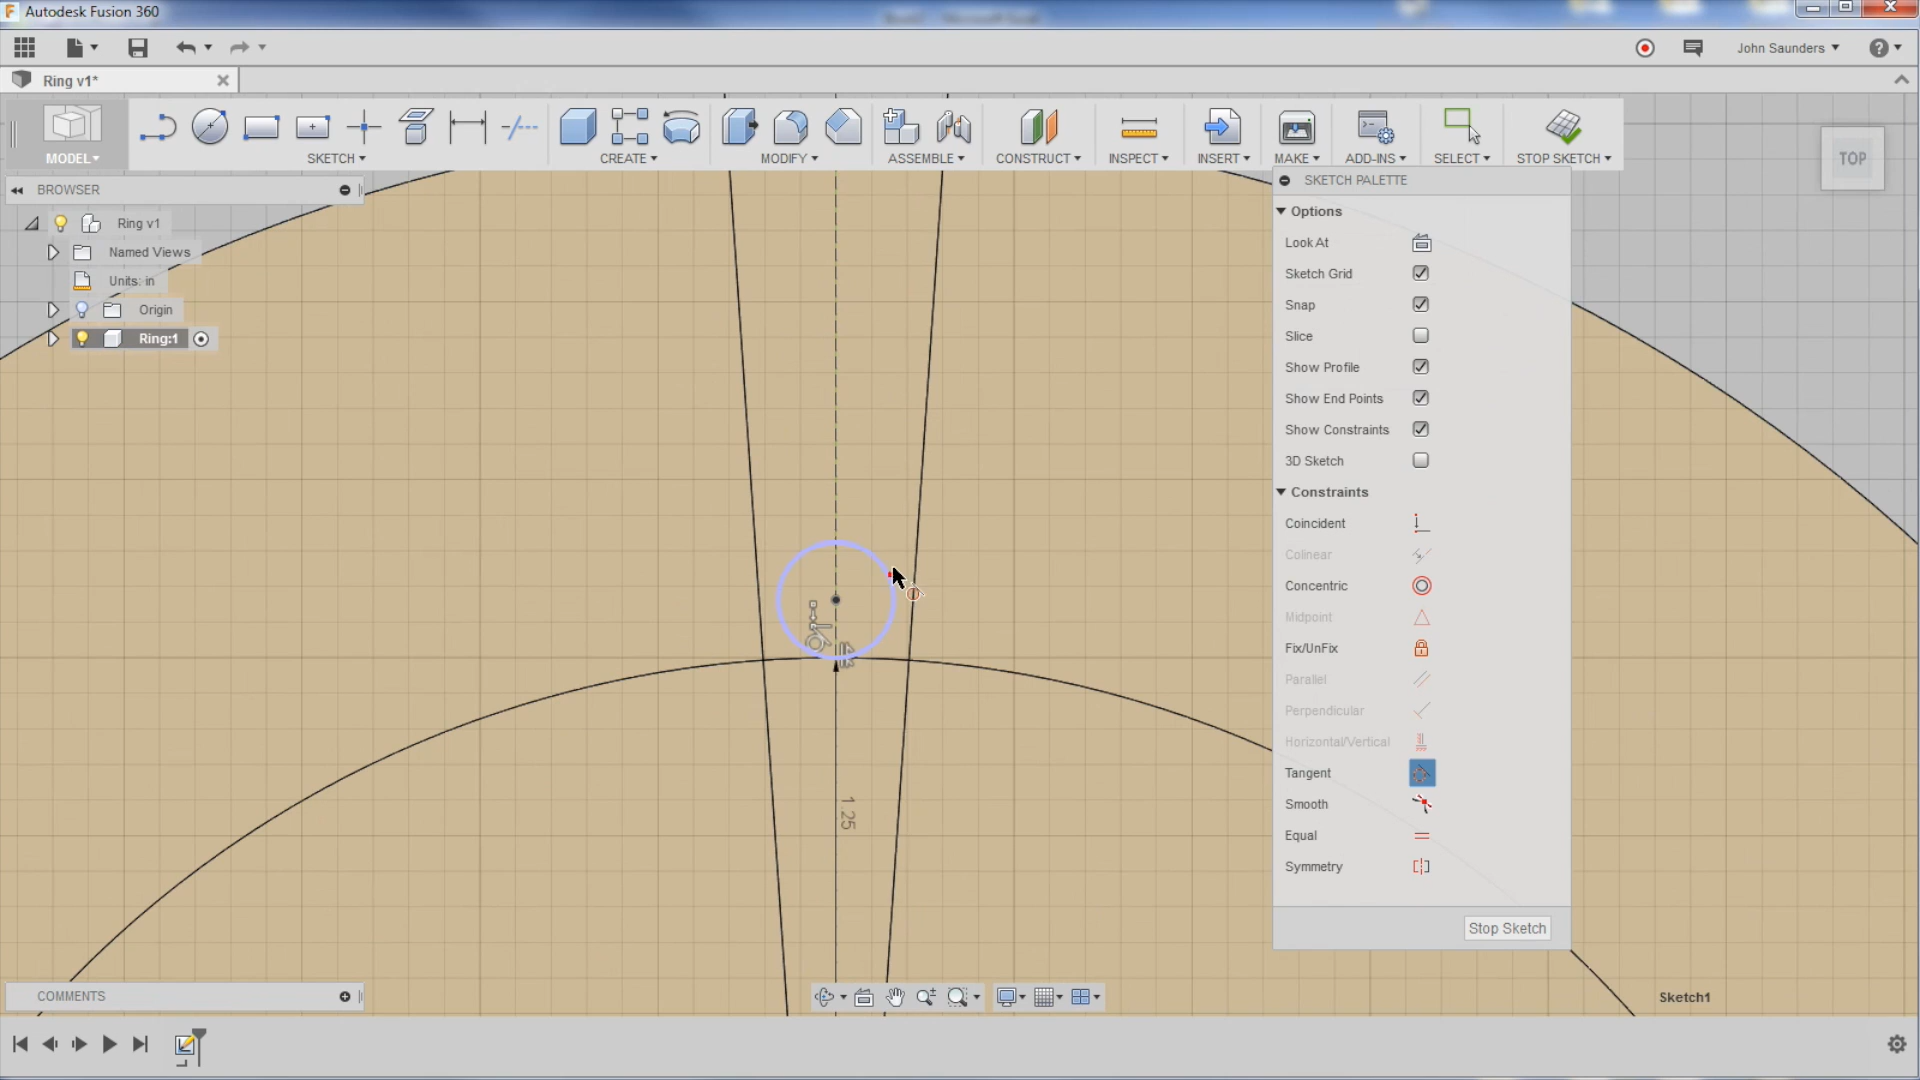 Autodesk Fusion 360
John Saunders
Ring v1*
MODEL
SKETCH
CREATE
MODIFY
ASSEMBLE
CONSTRUCT
INSPECT
INSERT
MAKE
ADD-INS
SELECT
STOP SKETCH
TOP
BROWSER
Ring v1
Named Views
Units: in
Origin
Ring:1
SKETCH PALETTE
Options
Look At
Sketch Grid
Snap
Slice
Show Profile
Show End Points
Show Constraints
3D Sketch
Constraints
Coincident
Colinear
Concentric
Midpoint
Fix/UnFix
Parallel
Perpendicular
Horizontal/Vertical
Tangent
Smooth
Equal
Symmetry
Stop Sketch
1.25
COMMENTS
Sketch1